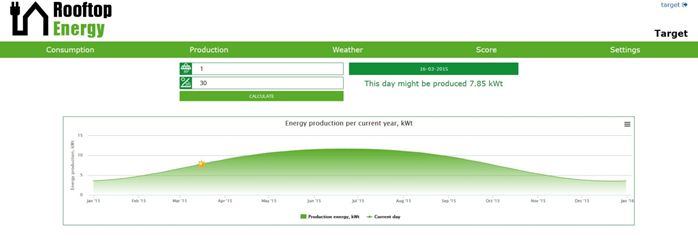 Rooftop
Energy
target
Target
Consumption Production Weather Score Settings
1
16-03-2015
30
This day might be produced 7.85 kWt
CALCULATE
Energy production per current year, kWt
Energy production, kWt
15
10
5
0
Jan '15 Feb '15 Mar '15 Apr '15 May '15 Jun '15 Jul '15 Aug '15 Sep '15 Oct '15 Nov '15 Dec '15 Jan '16
Production energy, kWt Current day